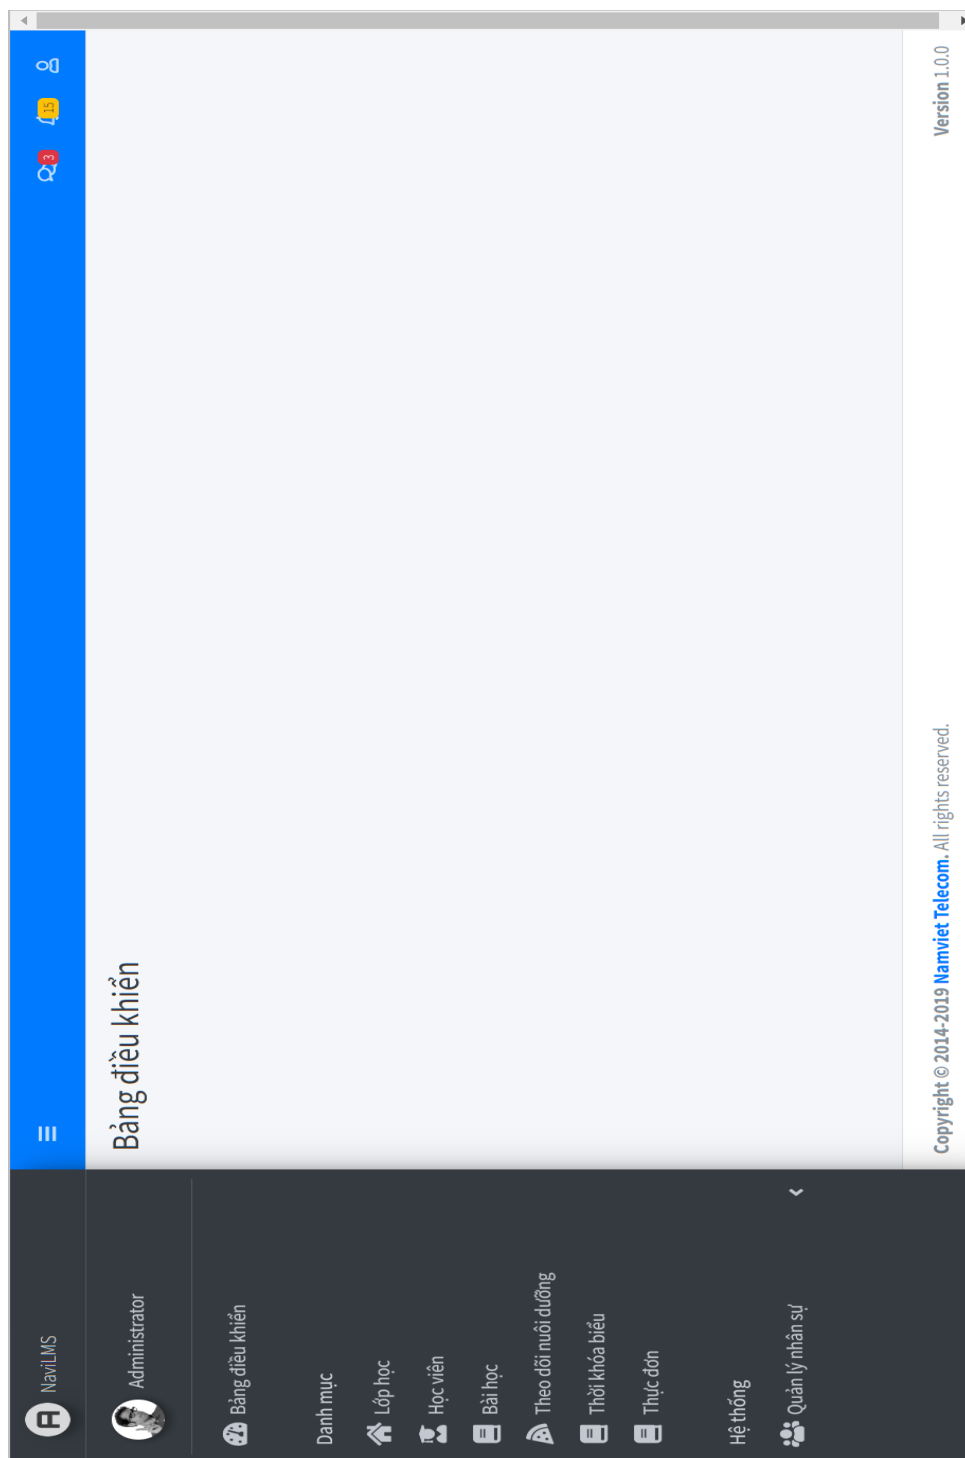 NaviLMS
3
15
Administrator
Bảng điều khiển
Bảng điều khiển
Danh mục
Lớp học
Học viên
Bài học
Theo dõi nuôi dưỡng
Thời khóa biểu
Thực đơn
Hệ thống
Quản lý nhân sự
Copyright © 2014-2019 Namviet Telecom. All rights reserved.
Version 1.0.0